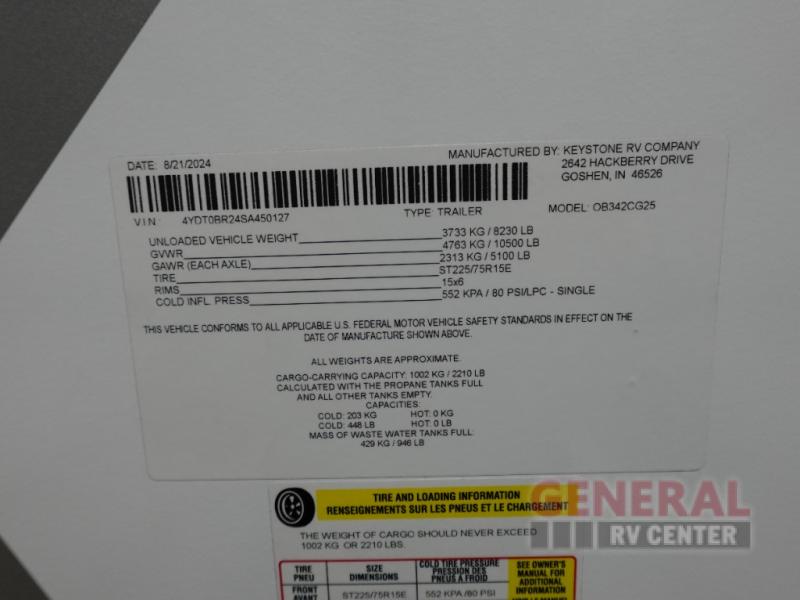 DATE: 8/21/2024
MANUFACTURED BY: KEYSTONE RV COMPANY
2642 HACKBERRY DRIVE
GOSHEN, IN 46526
V.I.N. 4YDT0BR24SA450127 TYPE: TRAILER MODEL: OB342CG25
UNLOADED VEHICLE WEIGHT 3733 KG / 8230 LB
GVWR 4763 KG / 10500 LB
GAWR (EACH AXLE) 2313 KG / 5100 LB
TIRE ST225/75R15E
RIMS 15x6
COLD INFL. PRESS 552 KPA / 80 PSI/LPC - SINGLE
THIS VEHICLE CONFORMS TO ALL APPLICABLE U.S. FEDERAL MOTOR VEHICLE SAFETY STANDARDS IN EFFECT ON THE
DATE OF MANUFACTURE SHOWN ABOVE.
ALL WEIGHTS ARE APPROXIMATE.
CARGO-CARRYING CAPACITY: 1002 KG / 2210 LB
CALCULATED WITH THE PROPANE TANKS FULL
AND ALL OTHER TANKS EMPTY.
CAPACITIES:
COLD: 203 KG HOT: 0 KG
COLD: 448 LB HOT: 0 LB
MASS OF WASTE WATER TANKS FULL:
429 KG / 946 LB
TIRE AND LOADING INFORMATION
RENSEIGNEMENTS SUR LES PNEUS ET LE CHARGEMENT
GENERAL
RV CENTER
THE WEIGHT OF CARGO SHOULD NEVER EXCEED
1002 KG OR 2210 LBS.
TIRE
PNEU
SIZE
DIMENSIONS
COLD TIRE PRESSURE
PRESSION DES
PNEUS A FROID
SEE OWNER'S
MANUAL FOR
ADDITIONAL
INFORMATION
FRONT
AVANT
ST225/75R15E
552 KPA /80 PSI